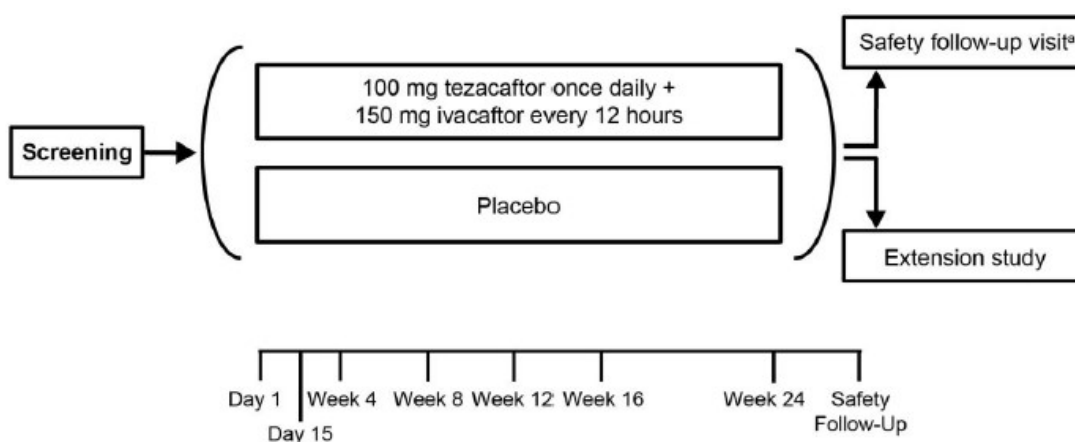 Screening
100 mg tezacaftor once daily +
150 mg ivacaftor every 12 hours
Placebo
Safety follow-up visitᵃ
Extension study
Day 1
Day 15
Week 4
Week 8
Week 12
Week 16
Week 24
Safety
Follow-Up